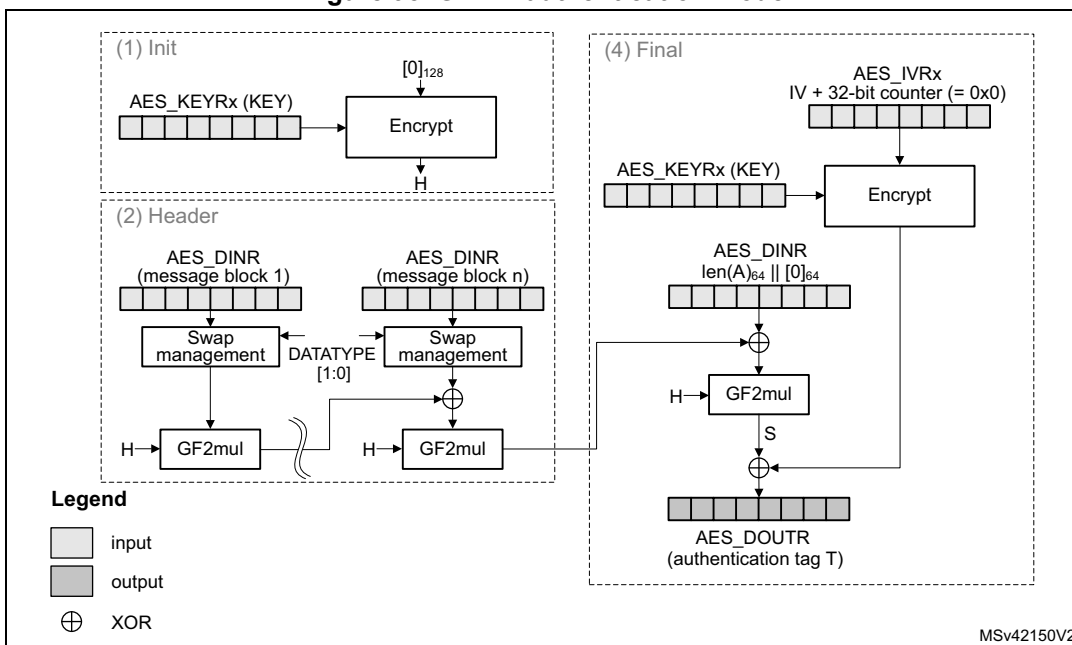 (1) Init
[0]128
AES_KEYRx (KEY)
Encrypt
H
(2) Header
AES_DINR
(message block 1)
AES_DINR
(message block n)
Swap
management
DATATYPE
[1:0]
Swap
management
H
GF2mul
H
GF2mul
(4) Final
AES_IVRx
IV + 32-bit counter (= 0x0)
AES_KEYRx (KEY)
Encrypt
AES_DINR
len(A)64 || [0]64
H
GF2mul
S
AES_DOUTR
(authentication tag T)
Legend
input
output
XOR
MSv42150V2